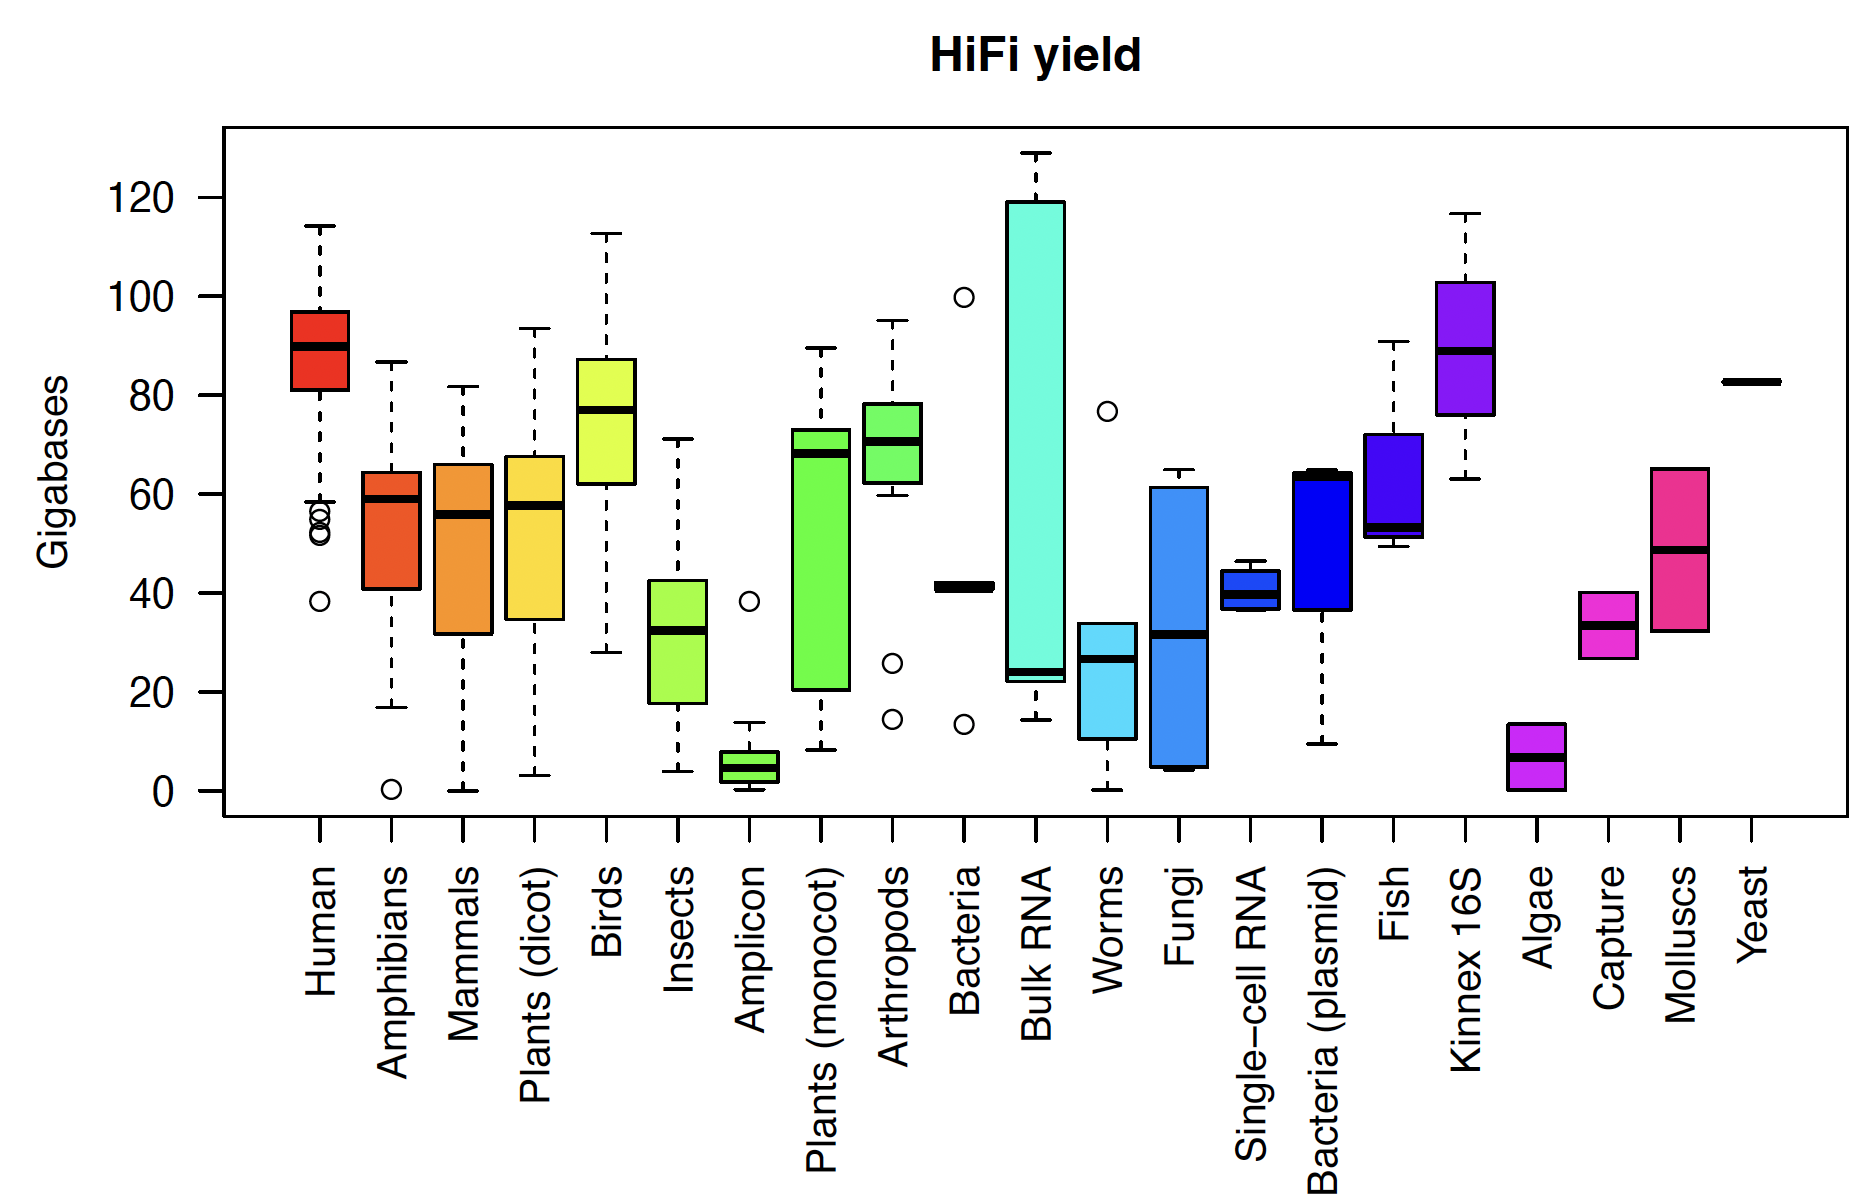 HiFi yield
Gigabases
120
100
80
60
40
20
0
Human
Amphibians
Mammals
Plants (dicot)
Birds
Insects
Amplicon
Plants (monocot)
Arthropods
Bacteria
Bulk RNA
Worms
Fungi
Single−cell RNA
Bacteria (plasmid)
Fish
Kinnex 16S
Algae
Capture
Molluscs
Yeast